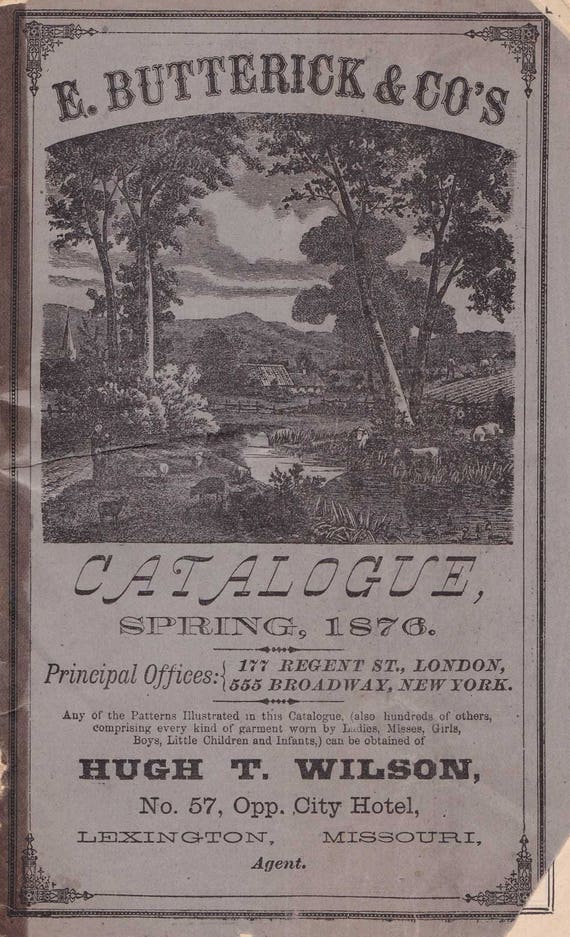 E. BUTTERICK & CO'S
CATALOGUE,
SPRING, 1876.
Principal Offices: { 177 REGENT ST., LONDON,
555 BROADWAY, NEW YORK.
Any of the Patterns Illustrated in this Catalogue, (also hundreds of others,
comprising every kind of garment worn by Ladies, Misses, Girls,
Boys, Little Children and Infants,) can be obtained of
HUGH T. WILSON,
No. 57, Opp. City Hotel,
LEXINGTON, MISSOURI,
Agent.